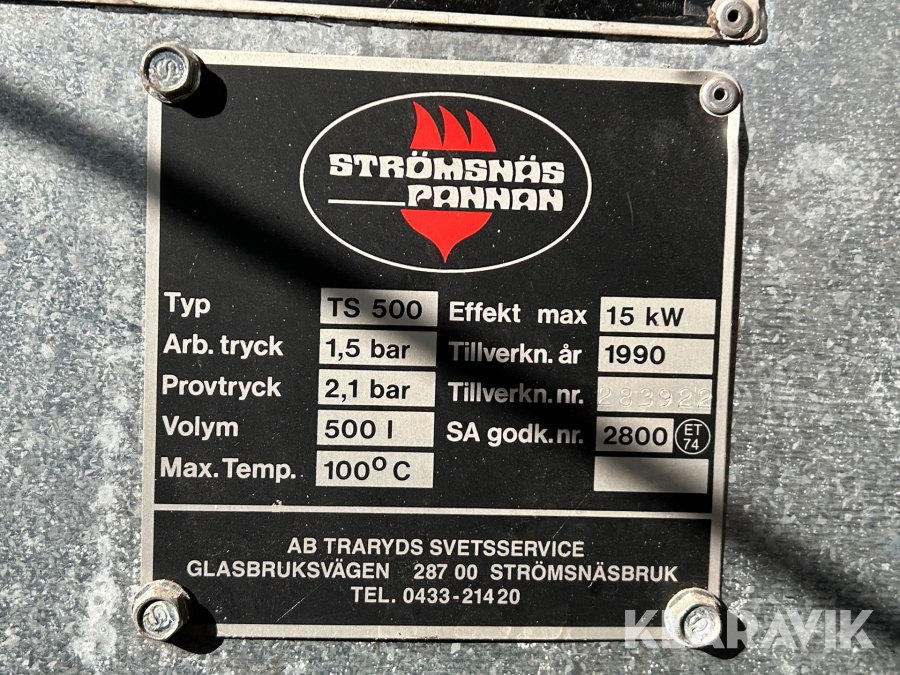 STRÖMSNÄS
PANNAN
Typ TS 500
Arb. tryck 1,5 bar
Provtryck 2,1 bar
Volym 500 l
Max. Temp. 100° C
Effekt max 15 kW
Tillverkn. år 1990
Tillverkn. nr. 283922
SA godk. nr. 2800 ET 74
AB TRARYDS SVETSSERVICE
GLASBRUKSVÄGEN 287 00 STRÖMSNÄSBRUK
TEL. 0433-214 20
KLARAVIK